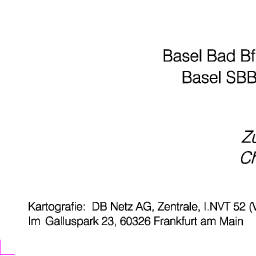 Basel Bad Bf
Basel SBB
Kartografie: DB Netz AG, Zentrale, I.NVT 52 (
Im Galluspark 23, 60326 Frankfurt am Main